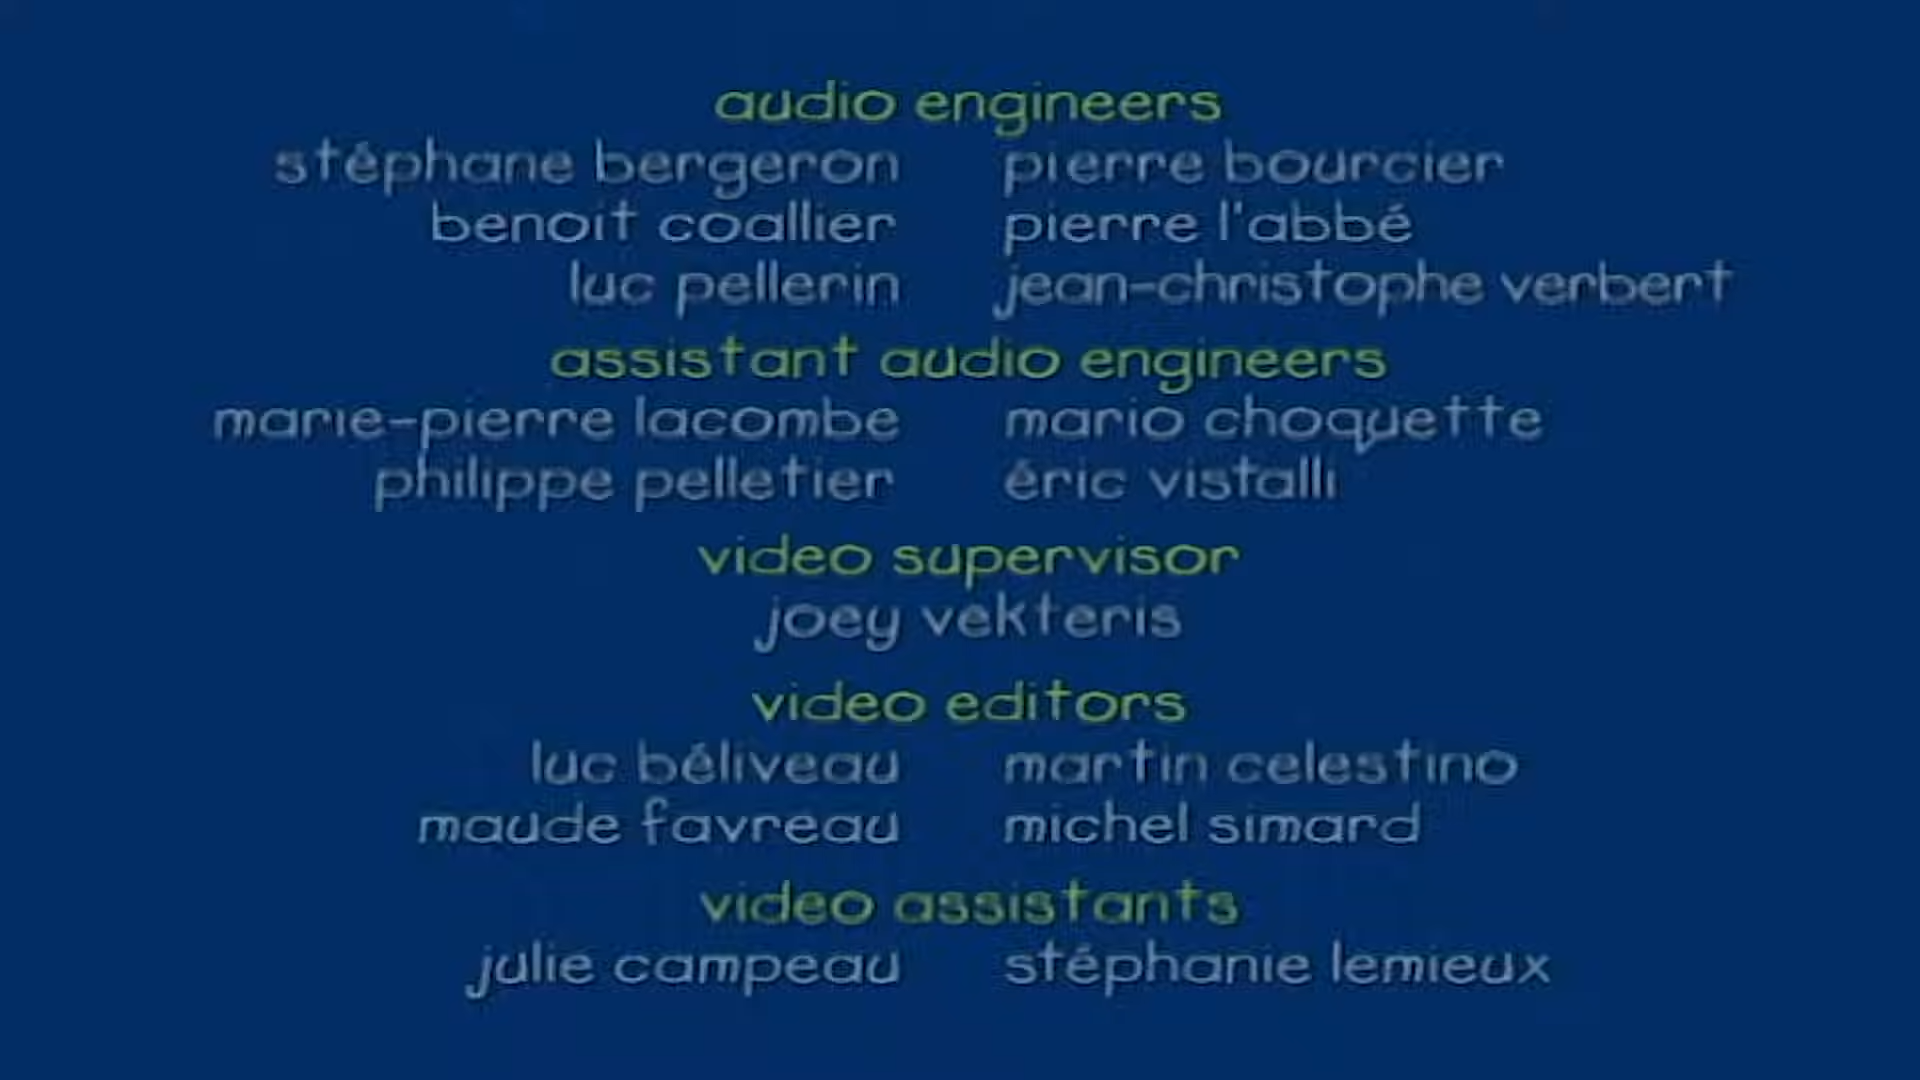 audio engineers
stéphane bergeron pierre bourcier
benoit coallier pierre l'abbé
luc pellerin jean-christophe verbert
assistant audio engineers
marie-pierre lacombe mario choquette
philippe pelletier éric vistalli
video supervisor
joey vekteris
video editors
luc béliveau martin celestino
maude favreau michel simard
video assistants
julie campeau stéphanie lemieux